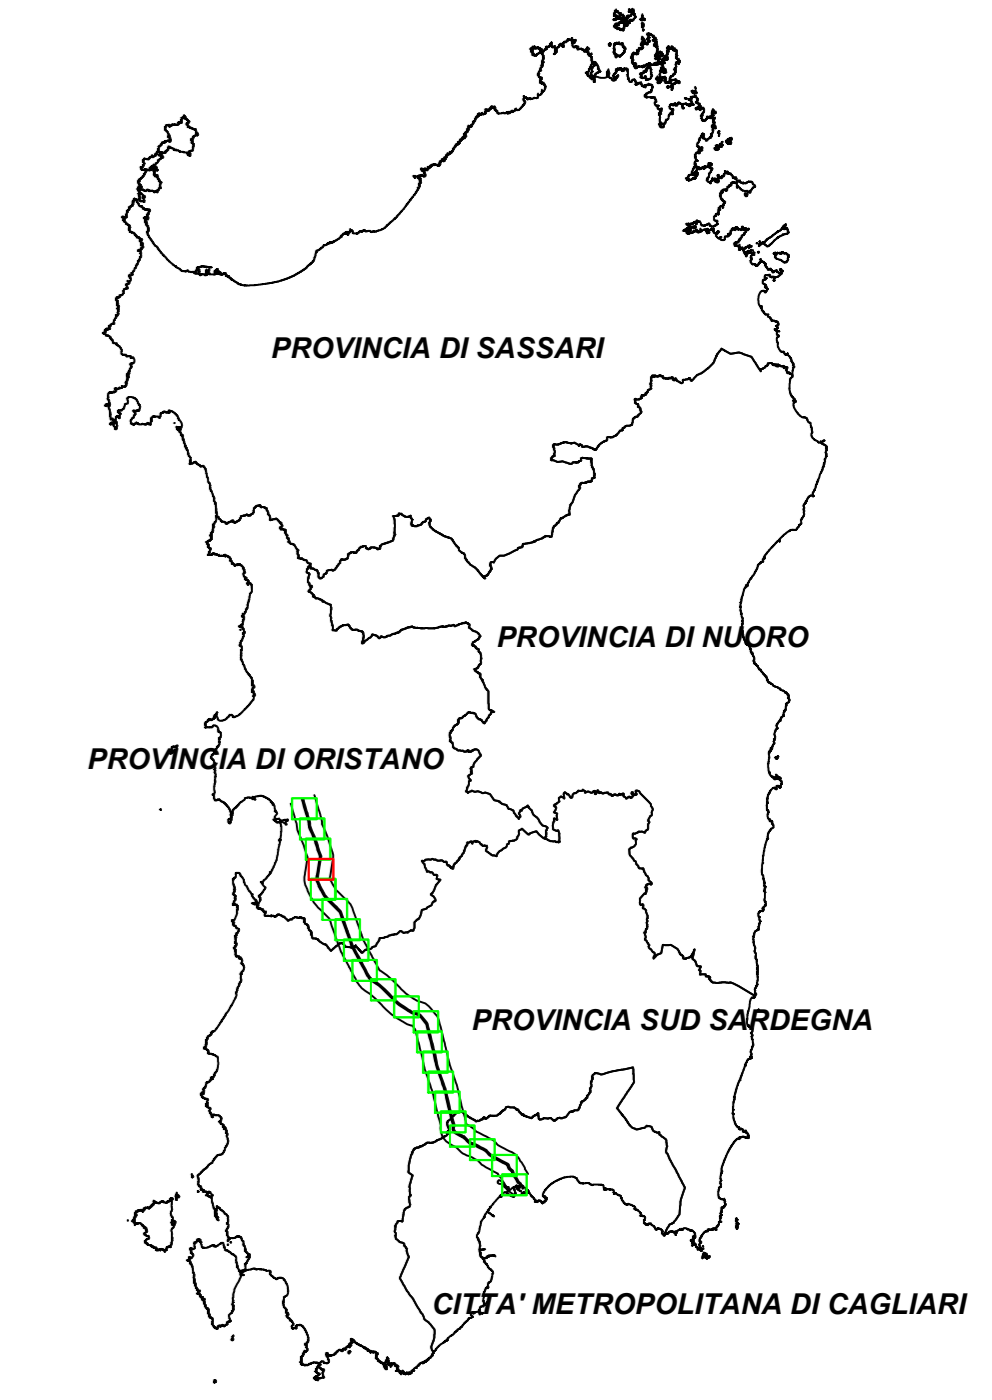 PROVINCIA DI SASSARI
PROVINCIA DI NUORO
PROVINCIA DI ORISTANO
PROVINCIA SUD SARDEGNA
CITTA' METROPOLITANA DI CAGLIARI